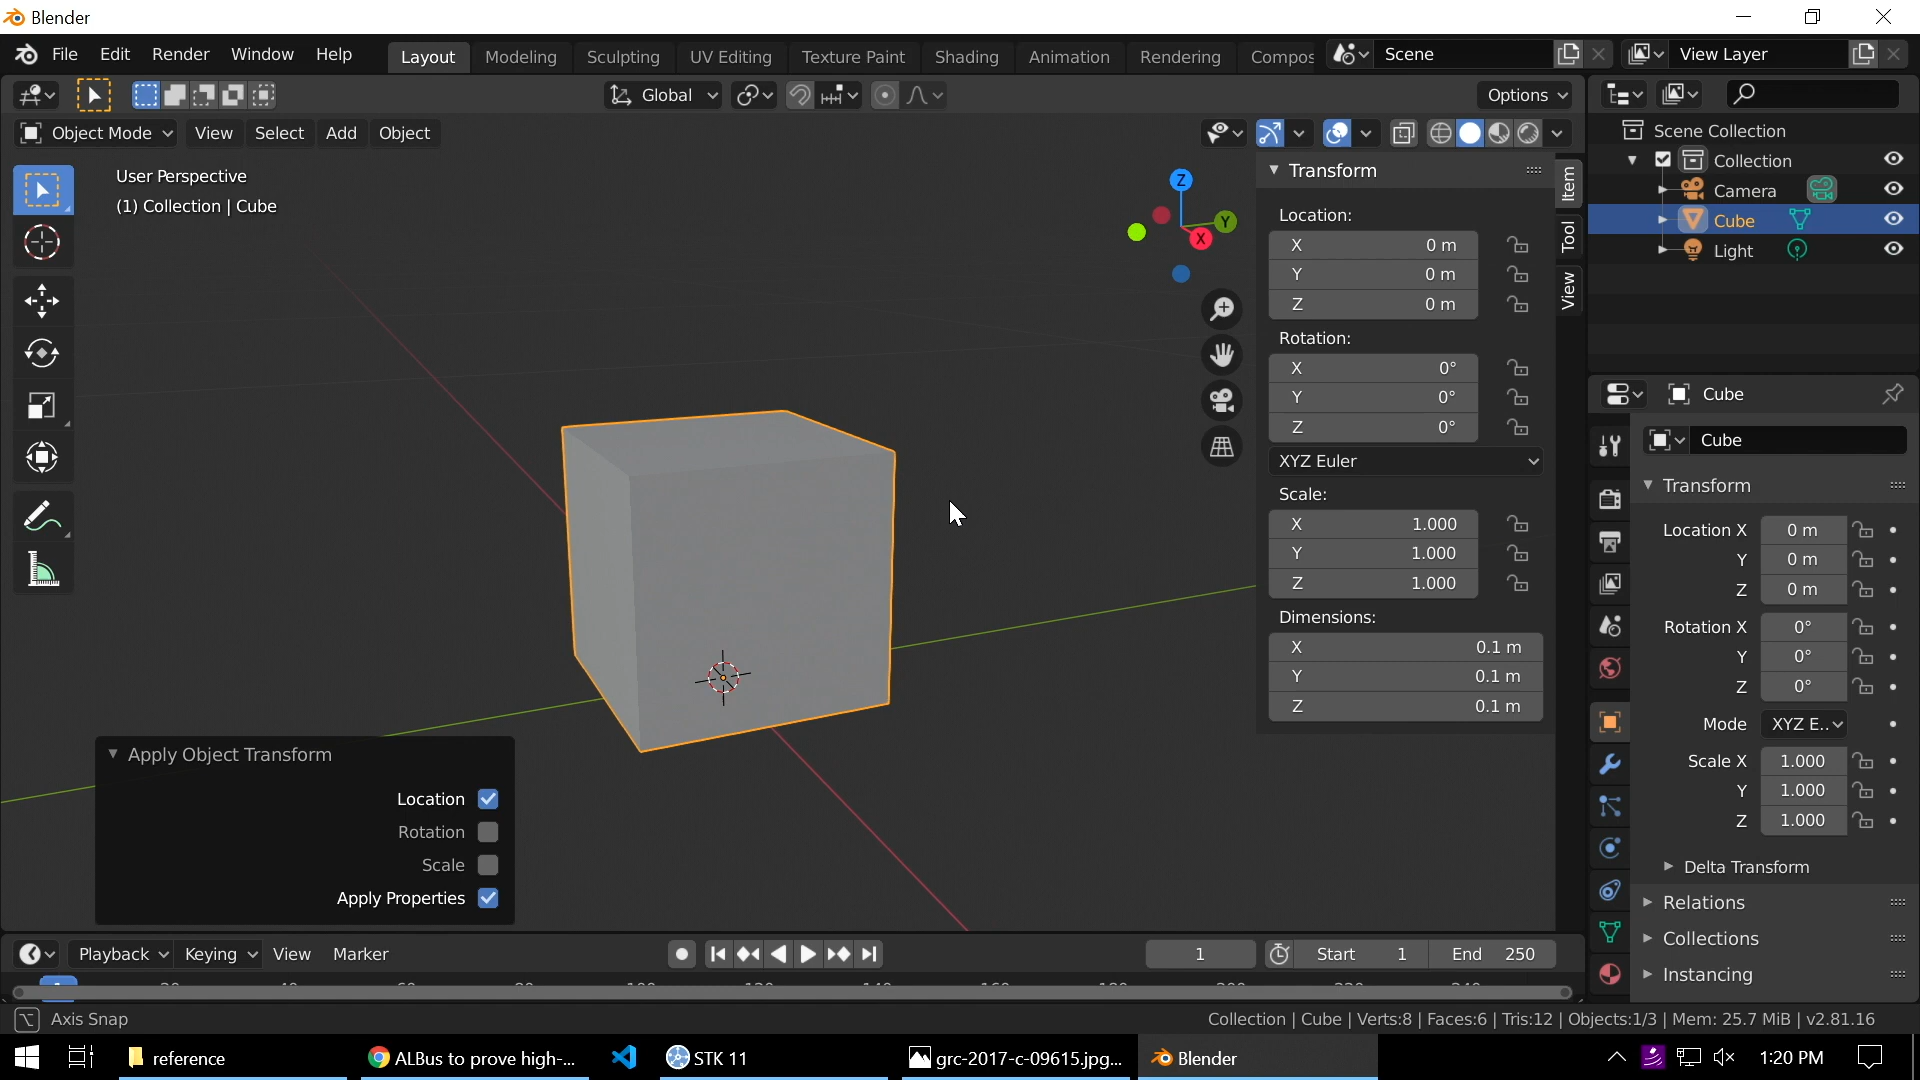 Blender
File Edit Render Window Help Layout Modeling Sculpting UV Editing Texture Paint Shading Animation Rendering Compos Scene View Layer
Global Options
Object Mode View Select Add Object
User Perspective
(1) Collection | Cube
Z
Y
X
Transform
Location:
X 0 m
Y 0 m
Z 0 m
Rotation:
X 0°
Y 0°
Z 0°
XYZ Euler
Scale:
X 1.000
Y 1.000
Z 1.000
Dimensions:
X 0.1 m
Y 0.1 m
Z 0.1 m
Item
Tool
View
Scene Collection
Collection
Camera
Cube
Light
Cube
Cube
Transform
Location X 0 m
Y 0 m
Z 0 m
Rotation X 0°
Y 0°
Z 0°
Mode XYZ E..
Scale X 1.000
Y 1.000
Z 1.000
Delta Transform
Relations
Collections
Instancing
Apply Object Transform
Location
Rotation
Scale
Apply Properties
Playback Keying View Marker 1 Start 1 End 250
Axis Snap Collection | Cube | Verts:8 | Faces:6 | Tris:12 | Objects:1/3 | Mem: 25.7 MiB | v2.81.16
reference ALBus to prove high-... STK 11 grc-2017-c-09615.jpg... Blender 1:20 PM